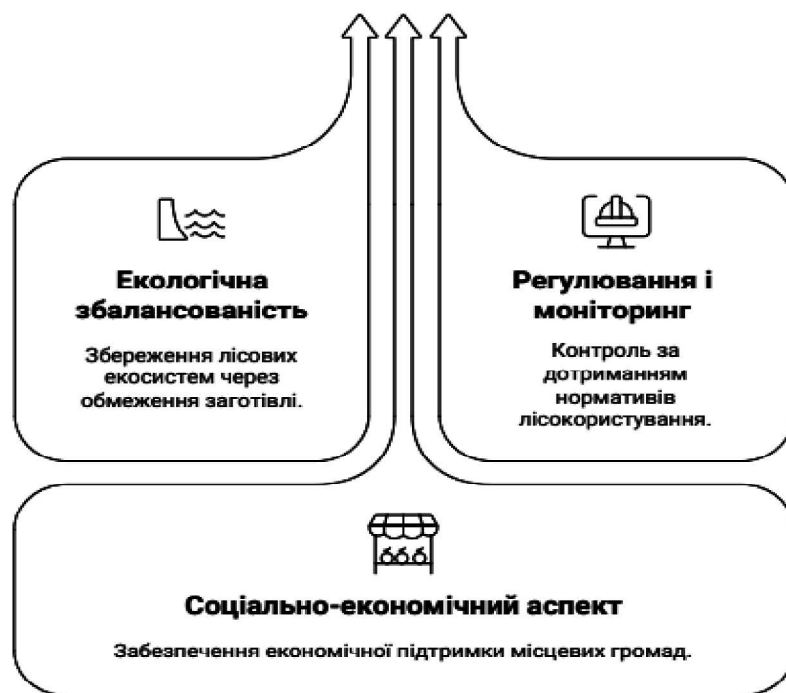 Екологічна
збалансованість
Збереження лісових
екосистем через
обмеження заготівлі.
Регулювання і
моніторинг
Контроль за
дотриманням
нормативів
лісокористування.
Соціально-економічний аспект
Забезпечення економічної підтримки місцевих громад.